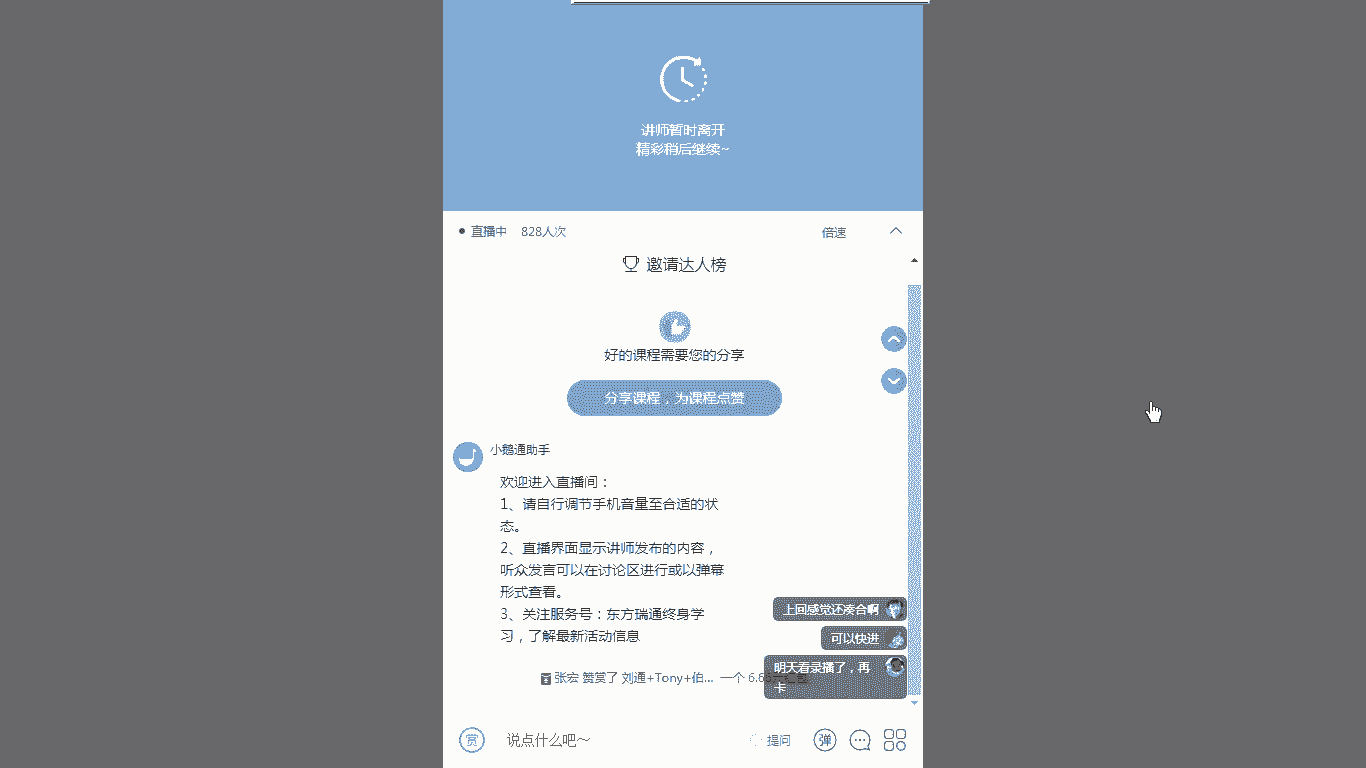 讲师暂时离开
精彩稍后继续~
直播中 828人次 倍速
邀请达人榜
好的课程需要您的分享
分享课程，为课程点赞
小鹅通助手
欢迎进入直播间：
1、请自行调节手机音量至合适的状
态。
2、直播界面显示讲师发布的内容，
听众发言可以在讨论区进行或以弹幕
形式查看。
3、关注服务号：东方瑞通终身学
习，了解最新活动信息
上回感觉还凑合啊
可以快进
明天看录播了，再
卡
张宏 赞赏了 刘通+Tony+伯... 一个 6.66元红包
赏 说点什么吧～ 提问 弹